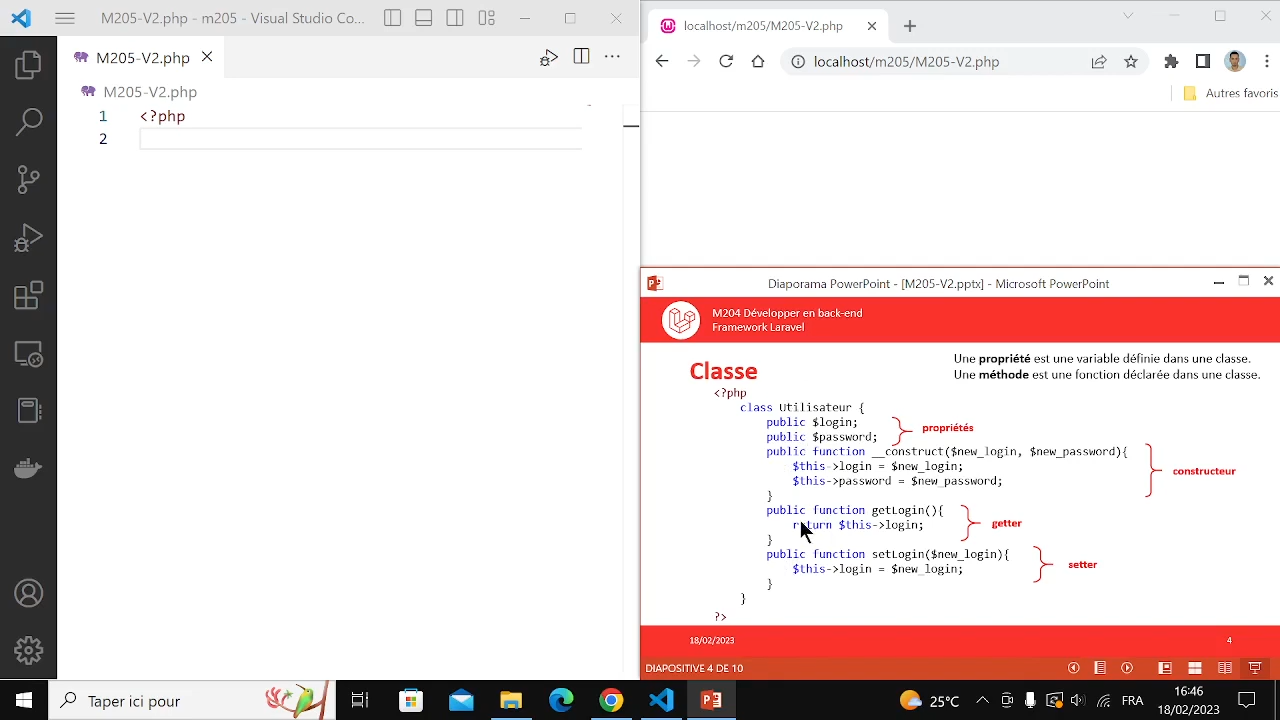 M205-V2.php - m205 - Visual Studio Co...
M205-V2.php
M205-V2.php
1 <?php
2
localhost/m205/M205-V2.php
localhost/m205/M205-V2.php
Autres favoris
Diaporama PowerPoint - [M205-V2.pptx] - Microsoft PowerPoint
M204 Développer en back-end
Framework Laravel
Une propriété est une variable définie dans une classe.
Une méthode est une fonction déclarée dans une classe.
Classe
<?php
class Utilisateur {
public $login;
public $password;
propriétés
public function __construct($new_login, $new_password){
$this->login = $new_login;
$this->password = $new_password;
}
constructeur
public function getLogin(){
return $this->login;
}
getter
public function setLogin($new_login){
$this->login = $new_login;
}
setter
}
?>
18/02/2023
4
DIAPOSITIVE 4 DE 10
Taper ici pour
25°C
FRA
16:46
18/02/2023